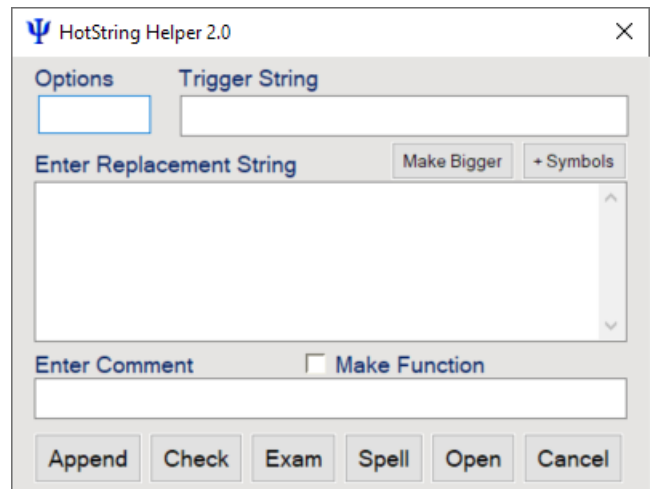 HotString Helper 2.0
Options Trigger String
Enter Replacement String Make Bigger + Symbols
Enter Comment Make Function
Append Check Exam Spell Open Cancel